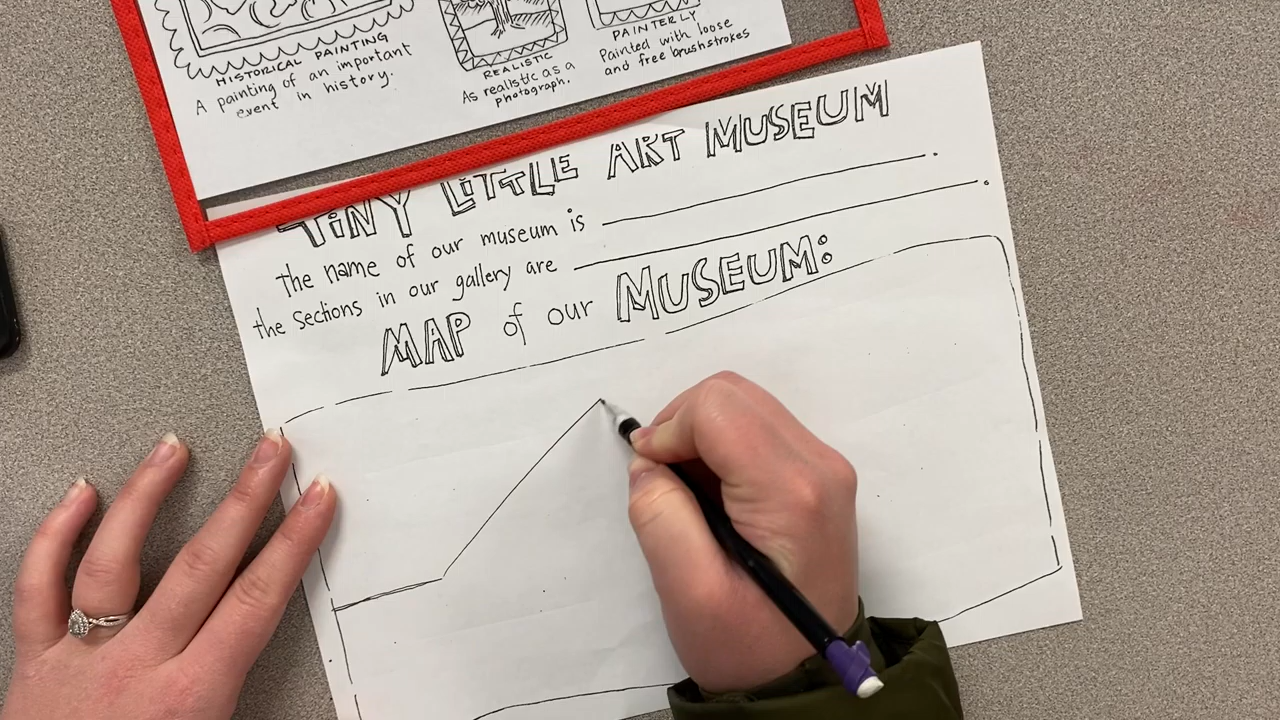 HISTORICAL PAINTING
A painting of an important
event in history.
REALISTIC
As realistic as a
photograph.
PAINTERLY
Painted with loose
and free brushstrokes
TiNY LiTTLE ART MUSEUM
the name of our museum is ____.
the sections in our gallery are ____.
MAP of our MUSEUM: